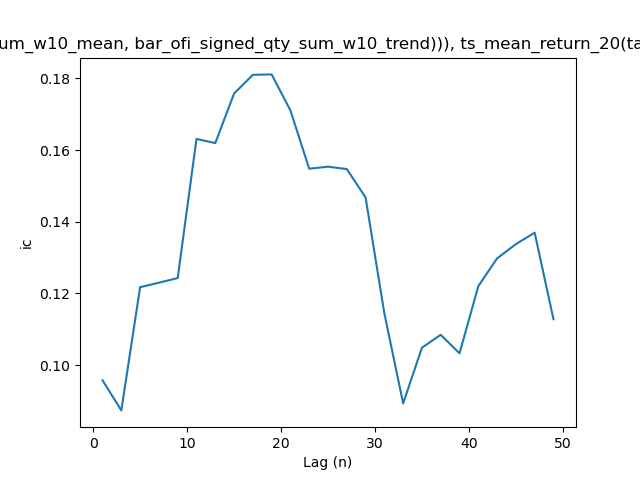 um_w10_mean, bar_ofi_signed_qty_sum_w10_trend))), ts_mean_return_20(ta
0.18
0.16
0.14
0.12
0.10
ic
0 10 20 30 40 50
Lag (n)